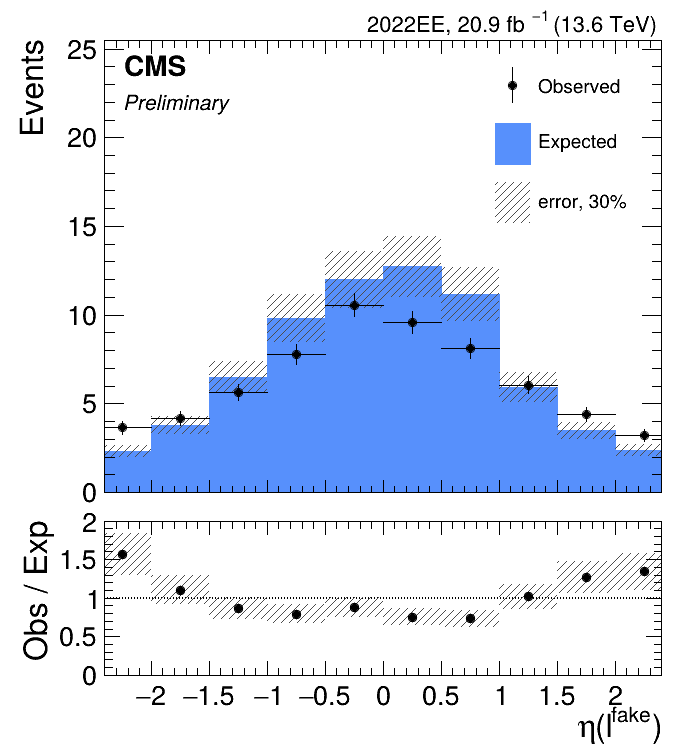 2022EE, 20.9 fb⁻¹ (13.6 TeV)
Events
25
20
15
10
5
0
CMS
Preliminary
Observed
Expected
error, 30%
Obs / Exp
2
1.5
1
0.5
0
−2 −1.5 −1 −0.5 0 0.5 1 1.5 2
η(l^fake)